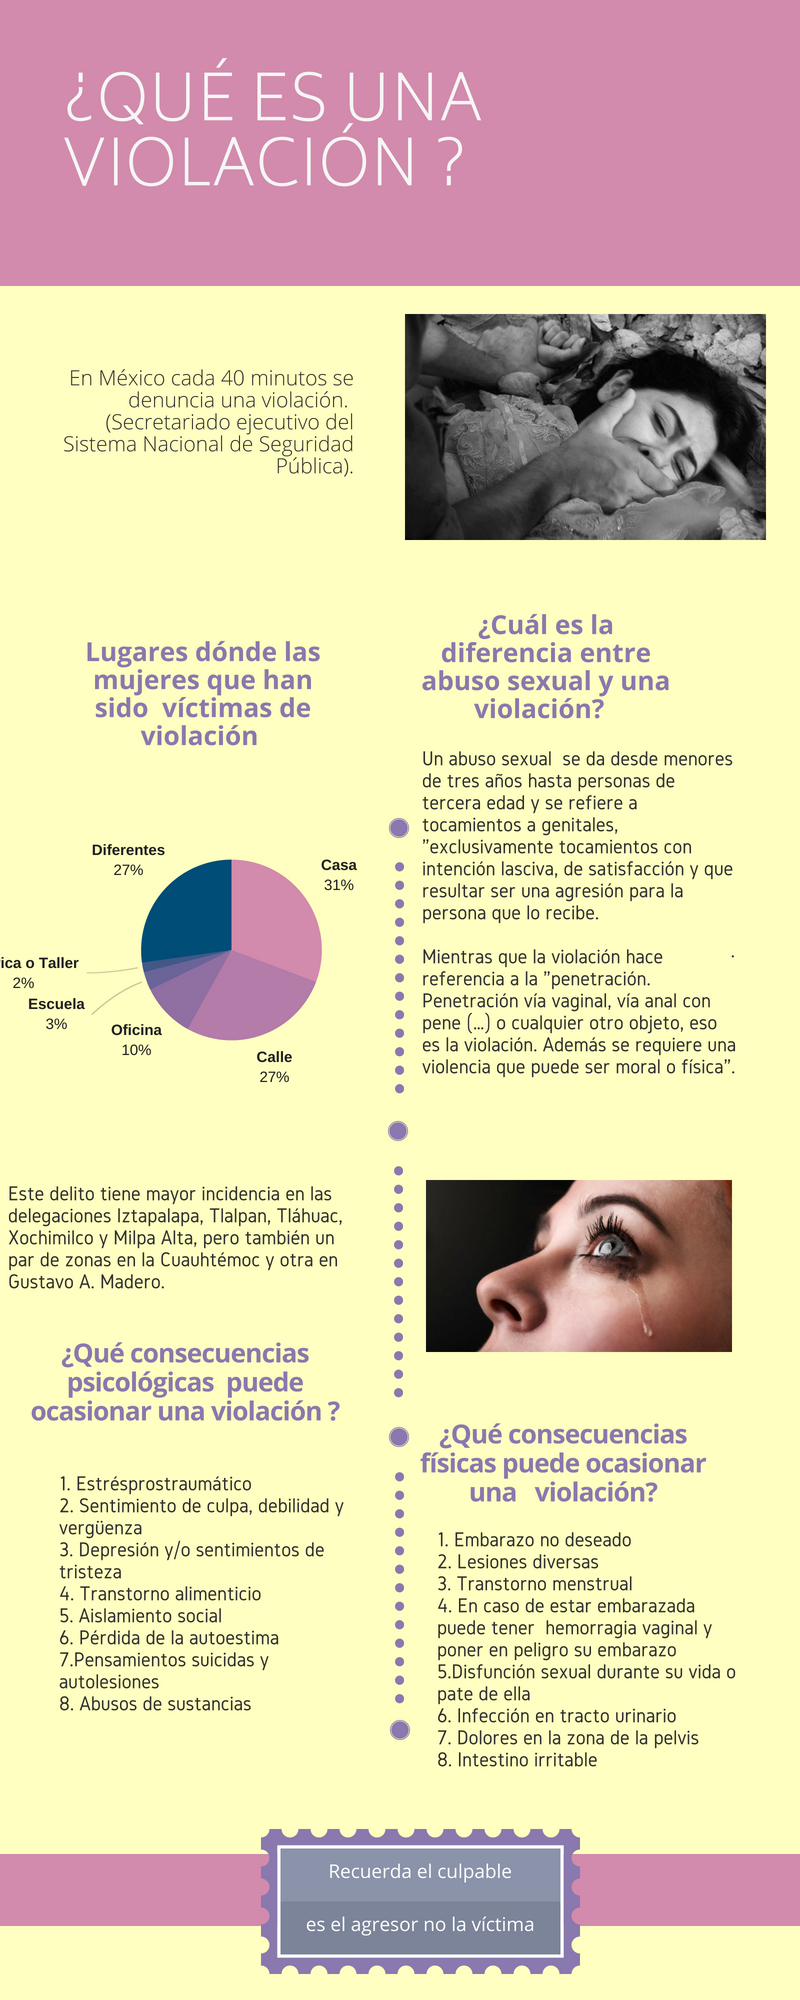 ¿QUÉ ES UNA
VIOLACIÓN ?
En México cada 40 minutos se
denuncia una violación.
(Secretariado ejecutivo del
Sistema Nacional de Seguridad
Pública).
Lugares dónde las
mujeres que han
sido víctimas de
violación
Diferentes
27%
Casa
31%
ica o Taller
2%
Escuela
3%
Oficina
10%
Calle
27%
¿Cuál es la
diferencia entre
abuso sexual y una
violación?
Un abuso sexual se da desde menores
de tres años hasta personas de
tercera edad y se refiere a
tocamientos a genitales,
”exclusivamente tocamientos con
intención lasciva, de satisfacción y que
resultar ser una agresión para la
persona que lo recibe.
Mientras que la violación hace .
referencia a la ”penetración.
Penetración vía vaginal, vía anal con
pene (...) o cualquier otro objeto, eso
es la violación. Además se requiere una
violencia que puede ser moral o física”.
Este delito tiene mayor incidencia en las
delegaciones Iztapalapa, Tlalpan, Tláhuac,
Xochimilco y Milpa Alta, pero también un
par de zonas en la Cuauhtémoc y otra en
Gustavo A. Madero.
¿Qué consecuencias
psicológicas puede
ocasionar una violación ?
1. Estrésprostraumático
2. Sentimiento de culpa, debilidad y
vergüenza
3. Depresión y/o sentimientos de
tristeza
4. Transtorno alimenticio
5. Aislamiento social
6. Pérdida de la autoestima
7.Pensamientos suicidas y
autolesiones
8. Abusos de sustancias
¿Qué consecuencias
físicas puede ocasionar
una violación?
1. Embarazo no deseado
2. Lesiones diversas
3. Transtorno menstrual
4. En caso de estar embarazada
puede tener hemorragia vaginal y
poner en peligro su embarazo
5.Disfunción sexual durante su vida o
pate de ella
6. Infección en tracto urinario
7. Dolores en la zona de la pelvis
8. Intestino irritable
Recuerda el culpable
es el agresor no la víctima